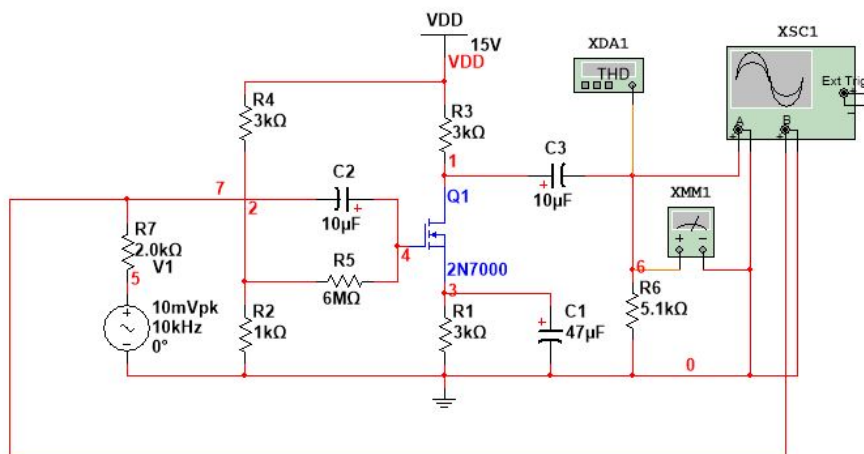 VDD
15V
VDD
XDA1
THD
XSC1
Ext Trig
+
−
A
B
+
−
+
−
R4
3kΩ
R3
3kΩ
1
C3
+
10µF
7
2
C2
+
10µF
Q1
XMM1
+
−
R7
2.0kΩ
V1
5
4
R5
6MΩ
2N7000
3
6
R6
5.1kΩ
10mVpk
10kHz
0°
R2
1kΩ
R1
3kΩ
+
C1
47µF
0